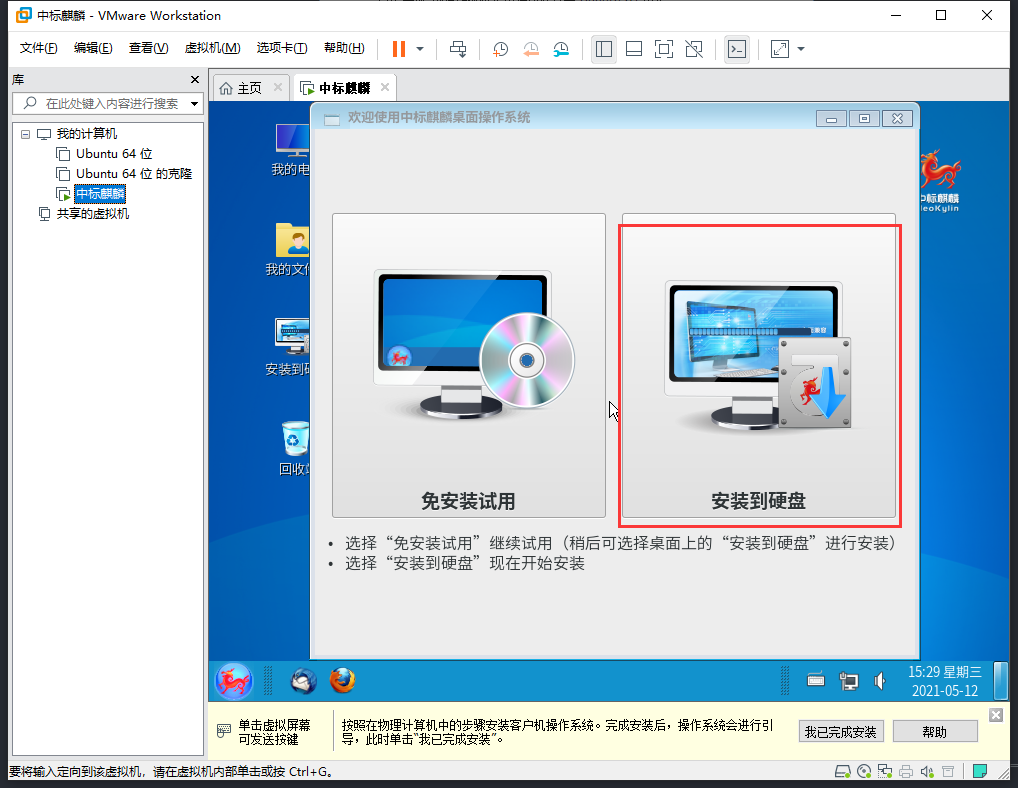 中标麒麟 - VMware Workstation
文件(F) 编辑(E) 查看(V) 虚拟机(M) 选项卡(T) 帮助(H)
库
在此处键入内容进行搜索
我的计算机
Ubuntu 64 位
Ubuntu 64 位 的克隆
中标麒麟
共享的虚拟机
主页 中标麒麟
欢迎使用中标麒麟桌面操作系统
我的电
我的文
安装到
回收
中标麒麟
eoKylin
免安装试用
安装到硬盘
• 选择“免安装试用”继续试用（稍后可选择桌面上的“安装到硬盘”进行安装）
• 选择“安装到硬盘”现在开始安装
15:29 星期三
2021-05-12
单击虚拟屏幕
可发送按键
按照在物理计算机中的步骤安装客户机操作系统。完成安装后，操作系统会进行引
导，此时单击“我已完成安装”。
我已完成安装
帮助
要将输入定向到该虚拟机，请在虚拟机内部单击或按 Ctrl+G。